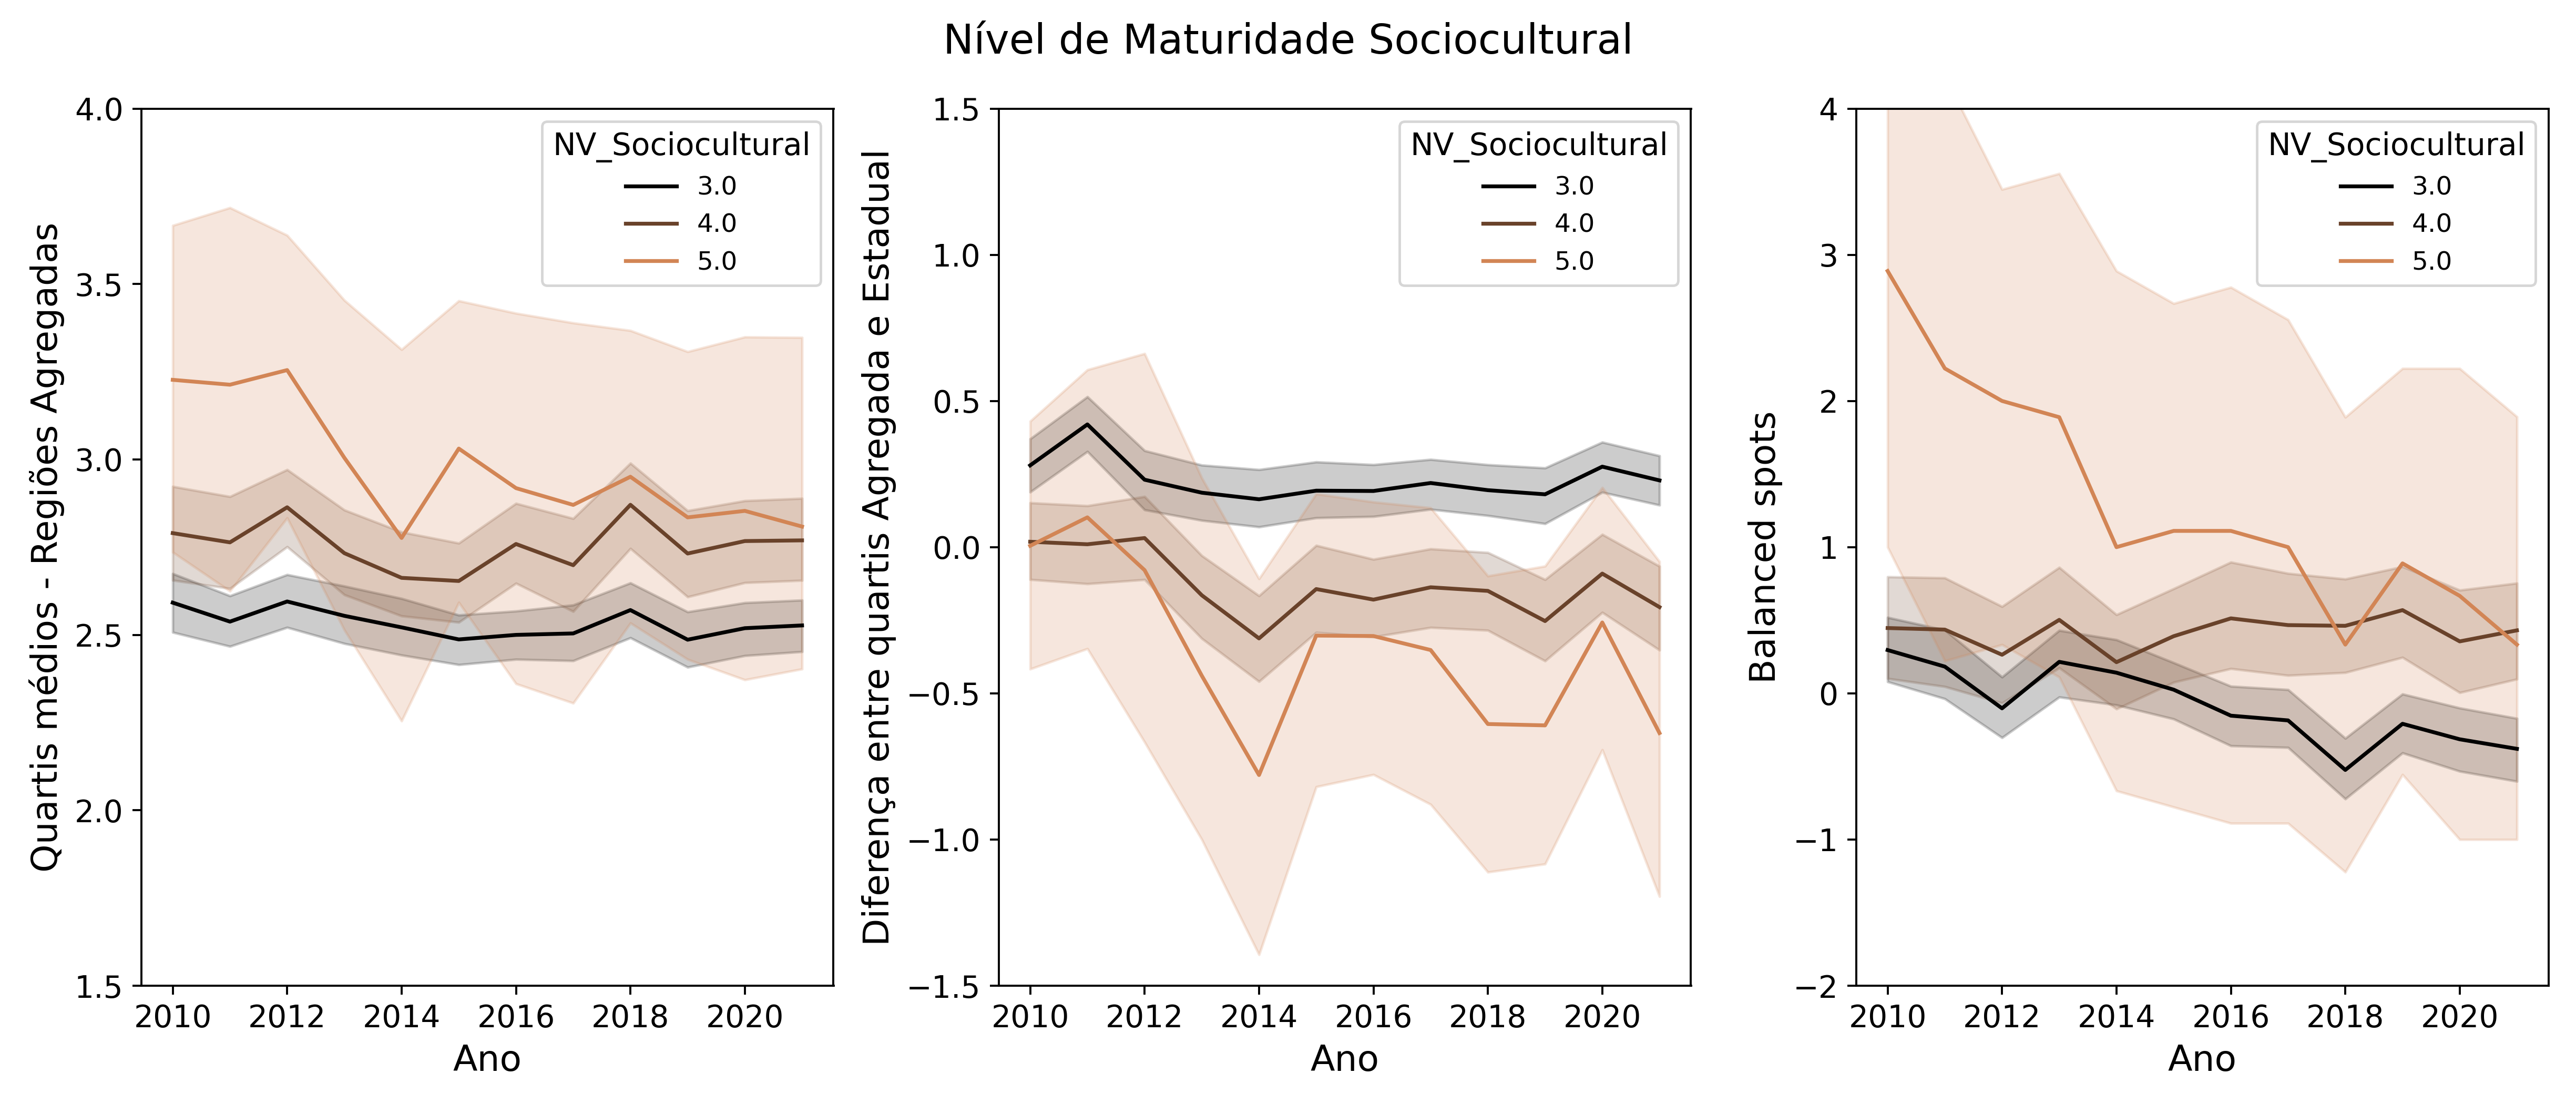 Nível de Maturidade Sociocultural
Quartis médios - Regiões Agregadas
4.0
3.5
3.0
2.5
2.0
1.5
NV_Sociocultural
3.0
4.0
5.0
2010 2012 2014 2016 2018 2020
Ano
Diferença entre quartis Agregada e Estadual
1.5
1.0
0.5
0.0
−0.5
−1.0
−1.5
NV_Sociocultural
3.0
4.0
5.0
2010 2012 2014 2016 2018 2020
Ano
Balanced spots
4
3
2
1
0
−1
−2
NV_Sociocultural
3.0
4.0
5.0
2010 2012 2014 2016 2018 2020
Ano